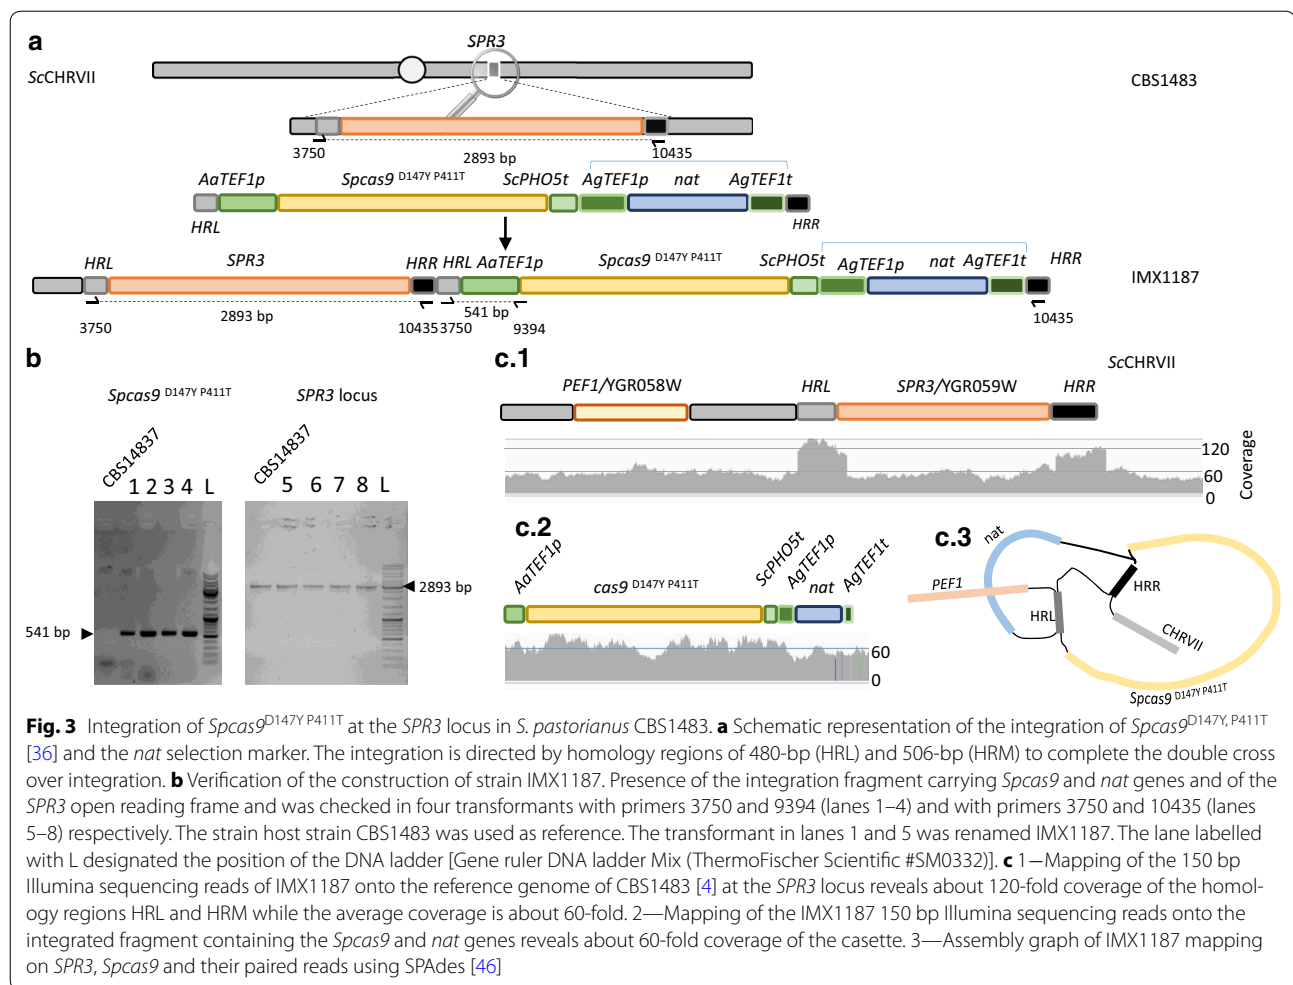 a
SPR3
ScCHRVII
CBS1483
3750
2893 bp
10435
AaTEF1p
Spcas9 D147Y P411T
ScPHO5t
AgTEF1p
nat
AgTEF1t
HRL
HRR
HRL
SPR3
HRR
HRL
AaTEF1p
Spcas9 D147Y P411T
ScPHO5t
AgTEF1p
nat
AgTEF1t
HRR
IMX1187
3750
2893 bp
10435
3750
541 bp
9394
10435
b
Spcas9 D147Y P411T
SPR3 locus
CBS14837
1 2 3 4 L
CBS14837
5 6 7 8 L
541 bp
2893 bp
c.1
ScCHRVII
PEF1/YGR058W
HRL
SPR3/YGR059W
HRR
120
60
0
Coverage
c.2
AaTEF1p
cas9 D147Y P411T
ScPHO5t
AgTEF1p
nat
AgTEF1t
60
0
c.3
nat
PEF1
HRL
HRR
CHRVII
Spcas9 D147Y P411T
Fig. 3 Integration of Spcas9D147Y P411T at the SPR3 locus in S. pastorianus CBS1483. a Schematic representation of the integration of Spcas9D147Y, P411T
[36] and the nat selection marker. The integration is directed by homology regions of 480-bp (HRL) and 506-bp (HRM) to complete the double cross
over integration. b Verification of the construction of strain IMX1187. Presence of the integration fragment carrying Spcas9 and nat genes and of the
SPR3 open reading frame and was checked in four transformants with primers 3750 and 9394 (lanes 1–4) and with primers 3750 and 10435 (lanes
5–8) respectively. The strain host strain CBS1483 was used as reference. The transformant in lanes 1 and 5 was renamed IMX1187. The lane labelled
with L designated the position of the DNA ladder [Gene ruler DNA ladder Mix (ThermoFischer Scientific #SM0332)]. c 1—Mapping of the 150 bp
Illumina sequencing reads of IMX1187 onto the reference genome of CBS1483 [4] at the SPR3 locus reveals about 120-fold coverage of the homol-
ogy regions HRL and HRM while the average coverage is about 60-fold. 2—Mapping of the IMX1187 150 bp Illumina sequencing reads onto the
integrated fragment containing the Spcas9 and nat genes reveals about 60-fold coverage of the casette. 3—Assembly graph of IMX1187 mapping
on SPR3, Spcas9 and their paired reads using SPAdes [46]